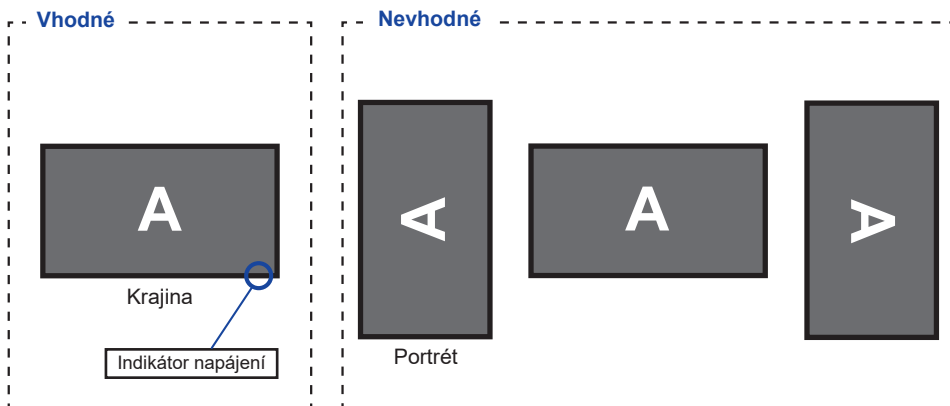 Vhodné
Nevhodné
A
A
A
A
Krajina
Portrét
Indikátor napájení